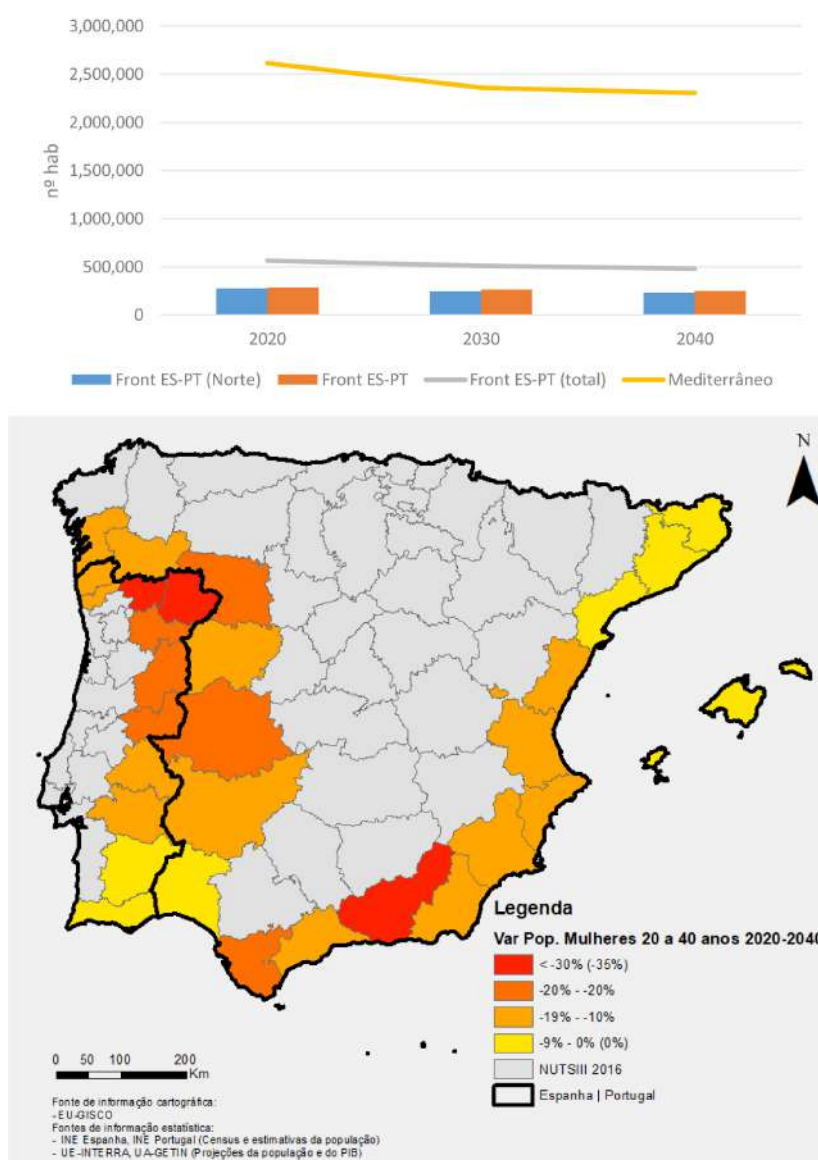 3,000,000
2,500,000
2,000,000
1,500,000
1,000,000
500,000
0
nº hab
2020 2030 2040
Front ES-PT (Norte) Front ES-PT Front ES-PT (total) Mediterrâneo
N
Legenda
Var Pop. Mulheres 20 a 40 anos 2020-2040
< -30% (-35%)
-20% - -20%
-19% - -10%
-9% - 0% (0%)
NUTSIII 2016
Espanha | Portugal
0 50 100 200
Km
Fonte de informação cartográfica:
- EU-GISCO
Fontes de informação estatística:
- INE Espanha, INE Portugal (Census e estimativas da população)
- UE-INTERRA, UA-GETIN (Projeções da população e do PIB)